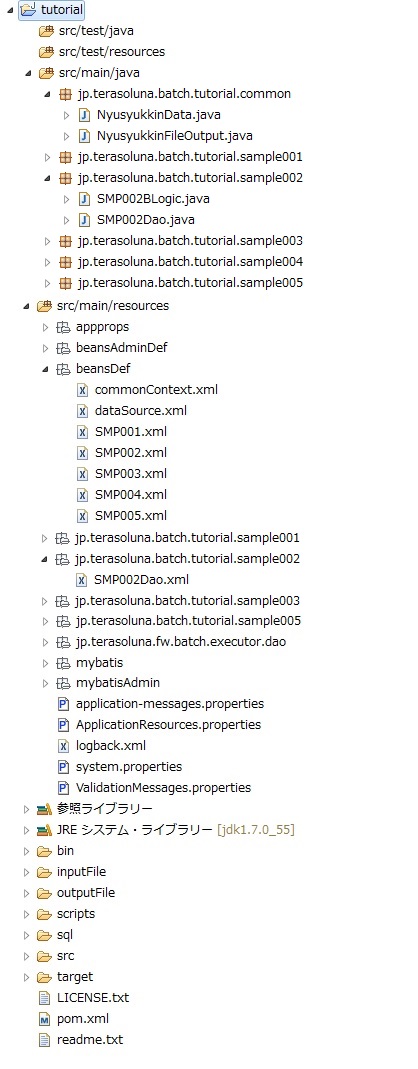 tutorial
src/test/java
src/test/resources
src/main/java
jp.terasoluna.batch.tutorial.common
NyusyukkinData.java
NyusyukkinFileOutput.java
jp.terasoluna.batch.tutorial.sample001
jp.terasoluna.batch.tutorial.sample002
SMP002BLogic.java
SMP002Dao.java
jp.terasoluna.batch.tutorial.sample003
jp.terasoluna.batch.tutorial.sample004
jp.terasoluna.batch.tutorial.sample005
src/main/resources
appprops
beansAdminDef
beansDef
commonContext.xml
dataSource.xml
SMP001.xml
SMP002.xml
SMP003.xml
SMP004.xml
SMP005.xml
jp.terasoluna.batch.tutorial.sample001
jp.terasoluna.batch.tutorial.sample002
SMP002Dao.xml
jp.terasoluna.batch.tutorial.sample003
jp.terasoluna.batch.tutorial.sample005
jp.terasoluna.fw.batch.executor.dao
mybatis
mybatisAdmin
application-messages.properties
ApplicationResources.properties
logback.xml
system.properties
ValidationMessages.properties
参照ライブラリー
JRE システム・ライブラリー [jdk1.7.0_55]
bin
inputFile
outputFile
scripts
sql
src
target
LICENSE.txt
pom.xml
readme.txt